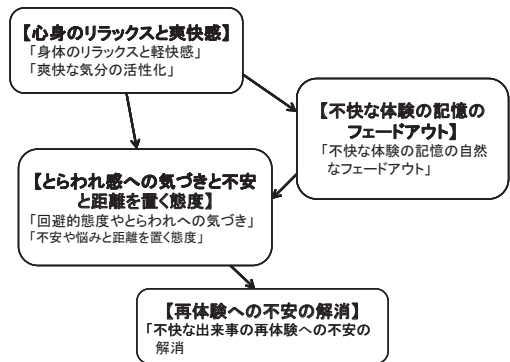 【心身のリラックスと爽快感】
「身体のリラックスと軽快感」
「爽快な気分の活性化」
【不快な体験の記憶の
フェードアウト】
「不快な体験の記憶の自然
なフェードアウト」
【とらわれ感への気づきと不安
と距離を置く態度】
「回避的態度やとらわれへの気づき」
「不安や悩みと距離を置く態度」
【再体験への不安の解消】
「不快な出来事の再体験への不安の
解消